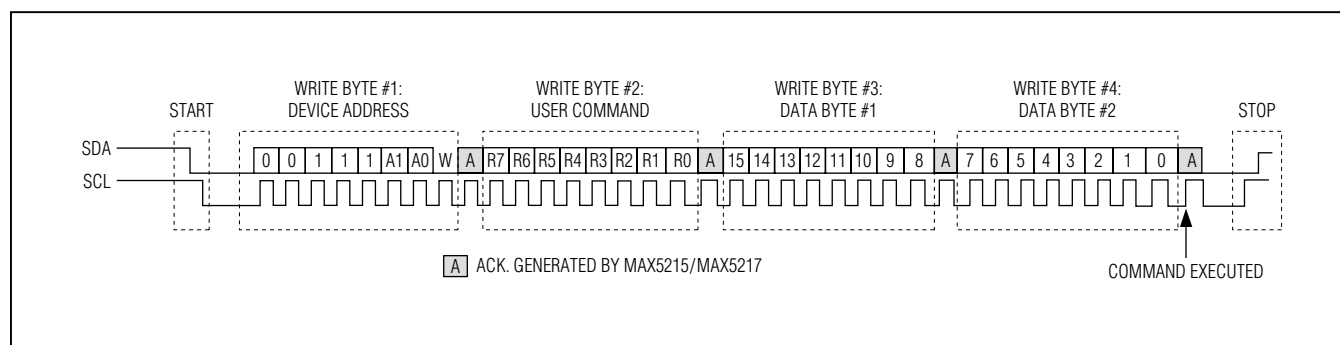 WRITE BYTE #1: WRITE BYTE #2: WRITE BYTE #3: WRITE BYTE #4:
START DEVICE ADDRESS USER COMMAND DATA BYTE #1 DATA BYTE #2 STOP
SDA 0 0 1 1 1 A1 A0 W A R7 R6 R5 R4 R3 R2 R1 R0 A 15 14 13 12 11 10 9 8 A 7 6 5 4 3 2 1 0 A
SCL
A ACK. GENERATED BY MAX5215/MAX5217
COMMAND EXECUTED